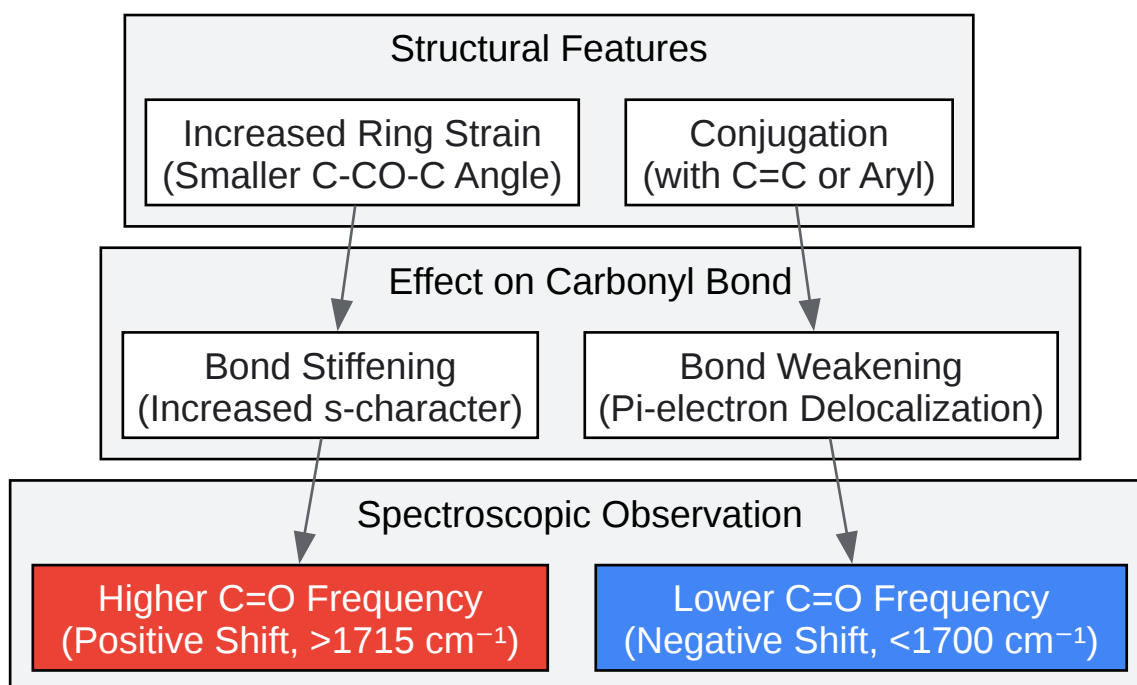 Structural Features
Increased Ring Strain
(Smaller C-CO-C Angle)
Conjugation
(with C=C or Aryl)
Effect on Carbonyl Bond
Bond Stiffening
(Increased s-character)
Bond Weakening
(Pi-electron Delocalization)
Spectroscopic Observation
Higher C=O Frequency
(Positive Shift, >1715 cm⁻¹)
Lower C=O Frequency
(Negative Shift, <1700 cm⁻¹)